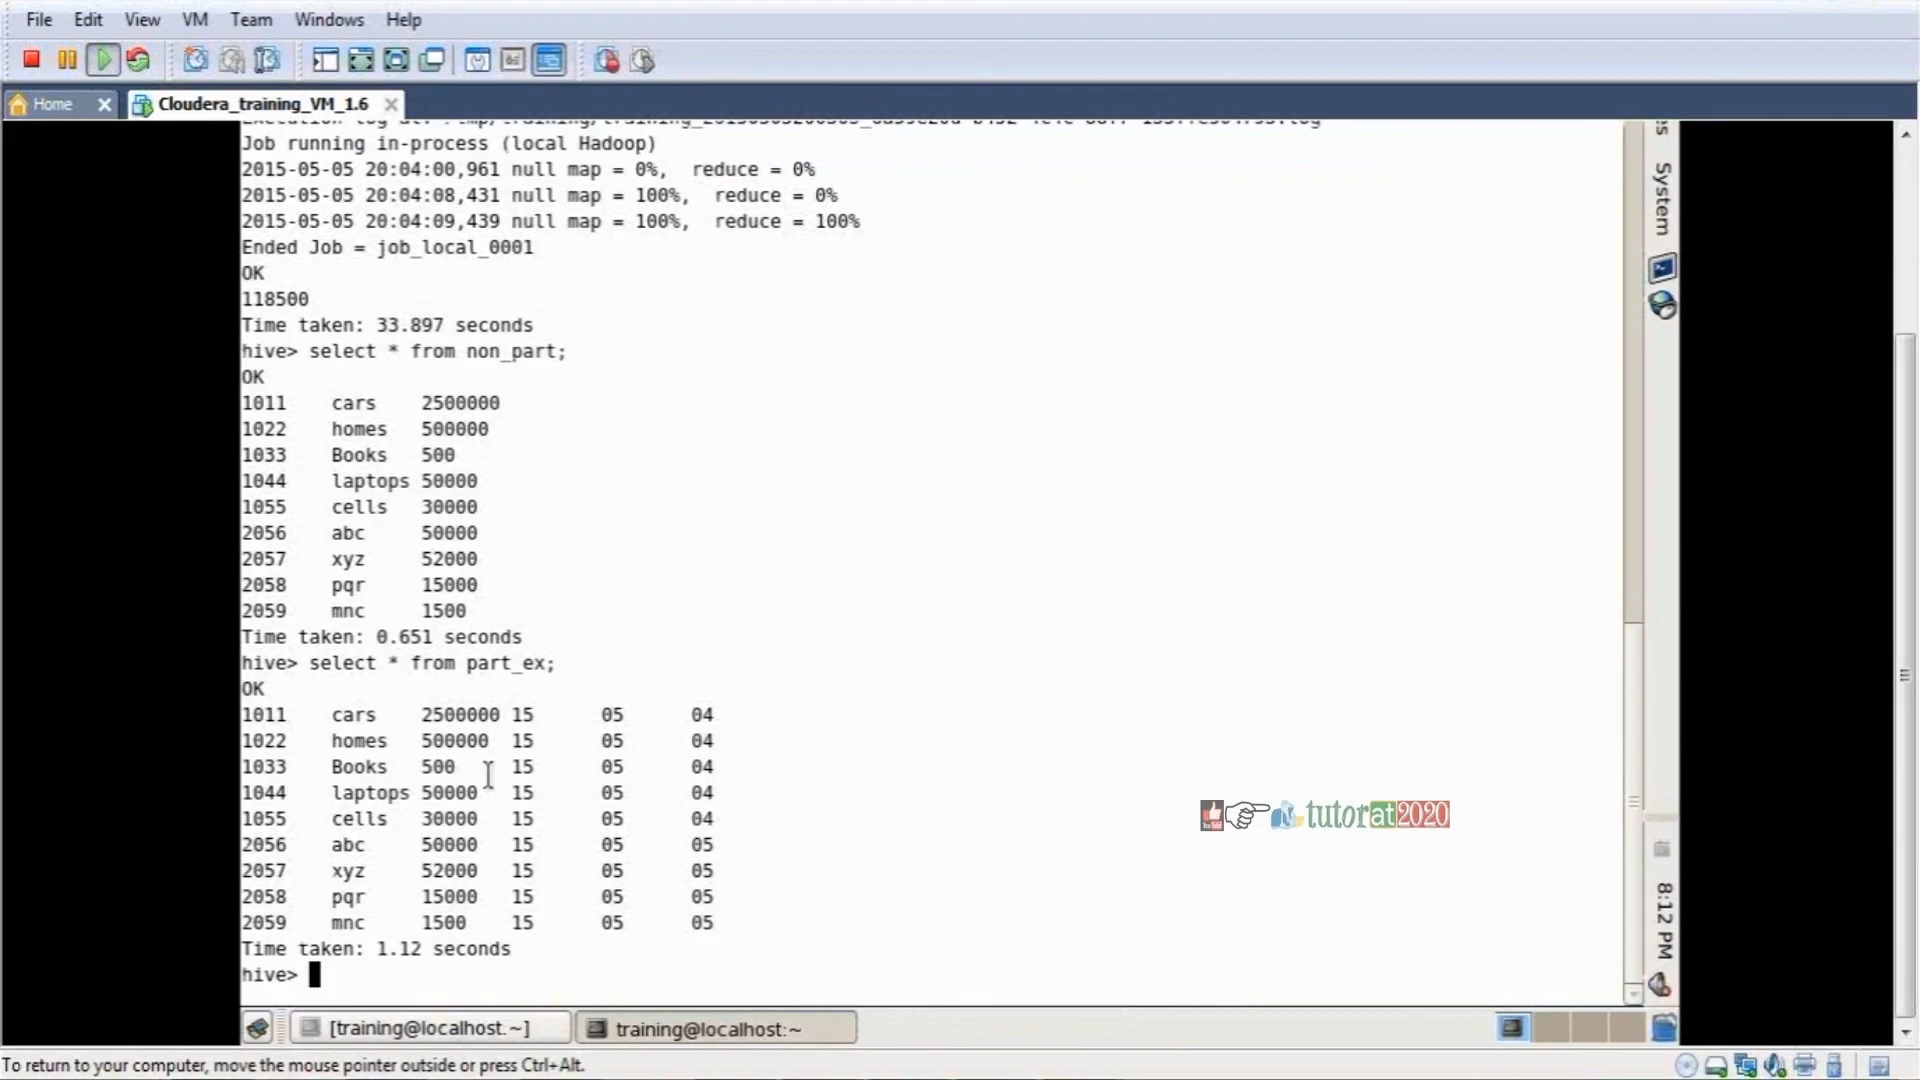 File Edit View VM Team Windows Help
Home Cloudera_training_VM_1.6
Job running in-process (local Hadoop)
2015-05-05 20:04:00,961 null map = 0%, reduce = 0%
2015-05-05 20:04:08,431 null map = 100%, reduce = 0%
2015-05-05 20:04:09,439 null map = 100%, reduce = 100%
Ended Job = job_local_0001
OK
118500
Time taken: 33.897 seconds
hive> select * from non_part;
OK
1011 cars 2500000
1022 homes 500000
1033 Books 500
1044 laptops 50000
1055 cells 30000
2056 abc 50000
2057 xyz 52000
2058 pqr 15000
2059 mnc 1500
Time taken: 0.651 seconds
hive> select * from part_ex;
OK
1011 cars 2500000 15 05 04
1022 homes 500000 15 05 04
1033 Books 500 15 05 04
1044 laptops 50000 15 05 04
1055 cells 30000 15 05 04
2056 abc 50000 15 05 05
2057 xyz 52000 15 05 05
2058 pqr 15000 15 05 05
2059 mnc 1500 15 05 05
Time taken: 1.12 seconds
hive>
System
8:12 PM
tutorat2020
[training@localhost:~] training@localhost:~
To return to your computer, move the mouse pointer outside or press Ctrl+Alt.